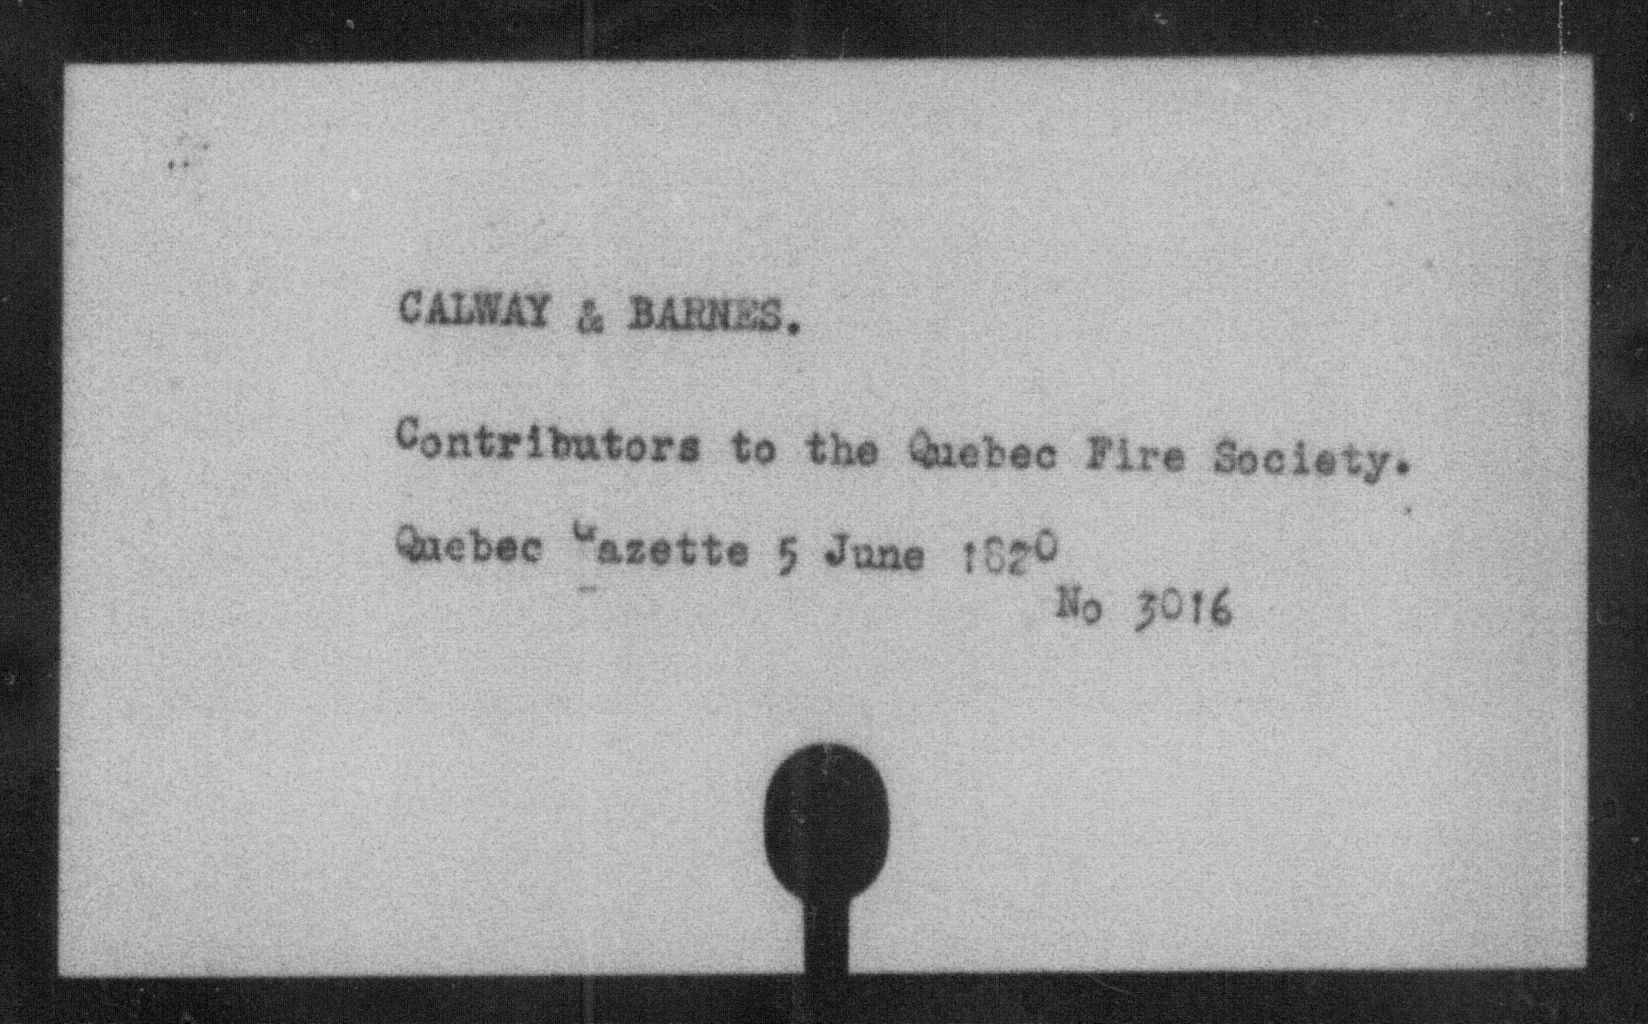 CALWAY & BARNES.
Contributors to the Quebec Fire Society.
Quebec Gazette 5 June 1820
No 3016